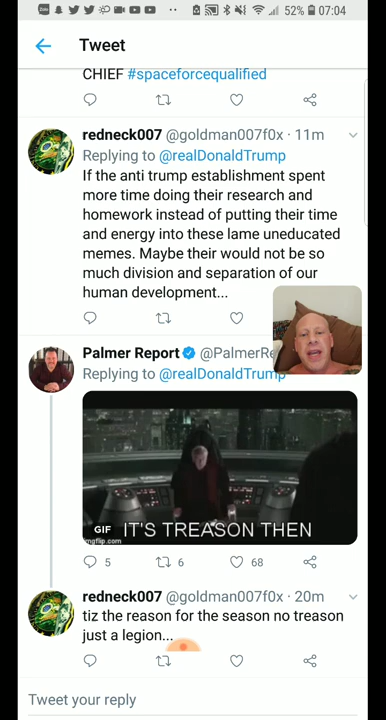 52% 07:04
Tweet
CHIEF #spaceforcequalified
redneck007 @goldman007f0x · 11m
Replying to @realDonaldTrump
If the anti trump establishment spent
more time doing their research and
homework instead of putting their time
and energy into these lame uneducated
memes. Maybe their would not be so
much division and separation of our
human development...
Palmer Report @PalmerRe
Replying to @realDonaldTrump
GIF IT'S TREASON THEN
imgflip.com
5 6 68
redneck007 @goldman007f0x · 20m
tiz the reason for the season no treason
just a legion...
Tweet your reply